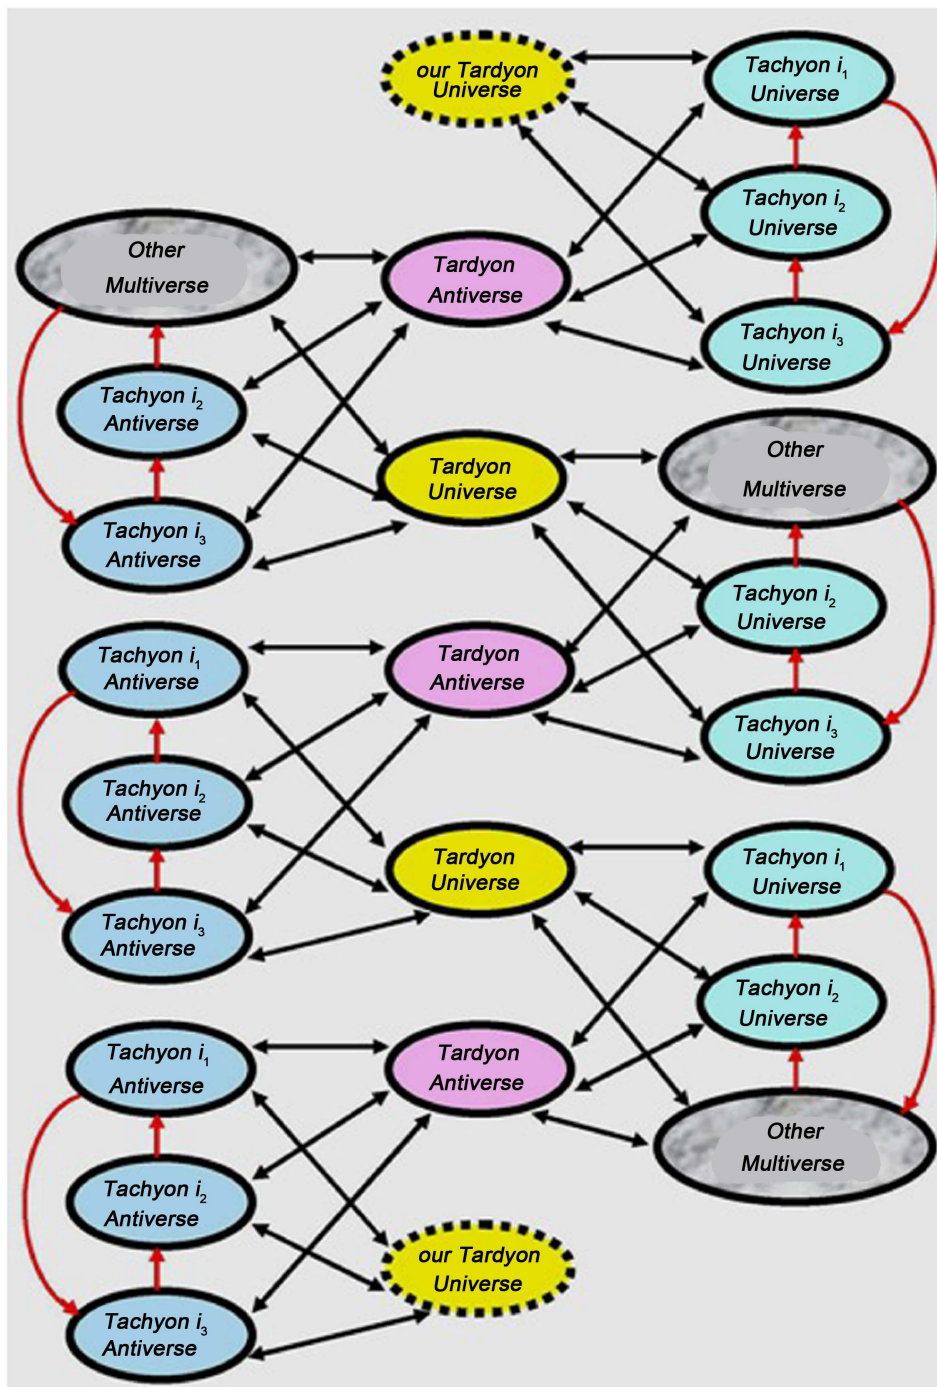 our Tardyon
Universe
Tachyon i₁
Universe
Tachyon i₂
Universe
Other
Multiverse
Tardyon
Antiverse
Tachyon i₃
Universe
Tachyon i₂
Antiverse
Tardyon
Universe
Other
Multiverse
Tachyon i₃
Antiverse
Tachyon i₂
Universe
Tachyon i₁
Antiverse
Tardyon
Antiverse
Tachyon i₃
Universe
Tachyon i₂
Antiverse
Tardyon
Universe
Tachyon i₁
Universe
Tachyon i₃
Antiverse
Tachyon i₂
Universe
Tachyon i₁
Antiverse
Tardyon
Antiverse
Other
Multiverse
Tachyon i₂
Antiverse
our Tardyon
Universe
Tachyon i₃
Antiverse